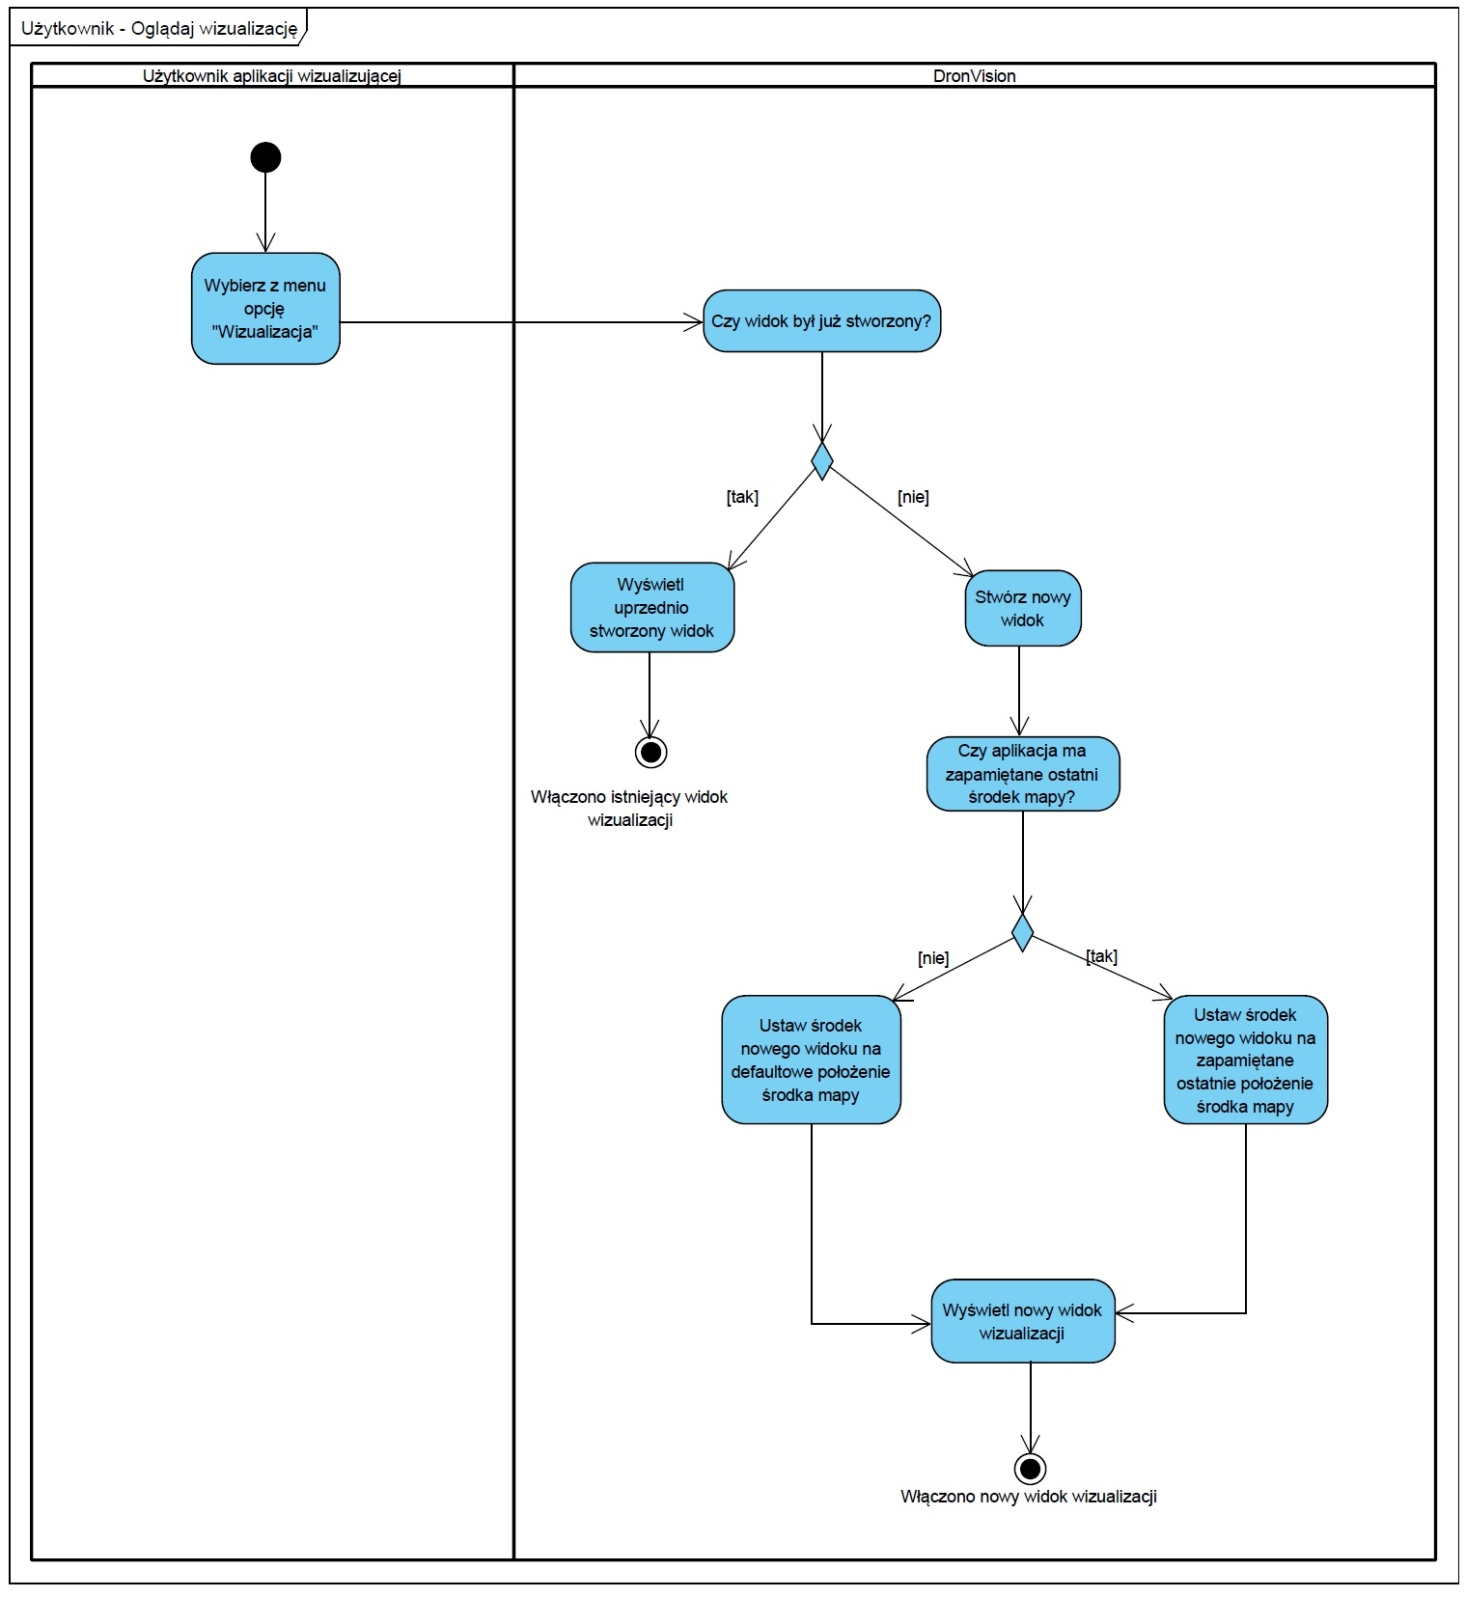 Użytkownik - Oglądaj wizualizację
Użytkownik aplikacji wizualizującej
DronVision
Wybierz z menu
opcję
"Wizualizacja"
Czy widok był już stworzony?
[tak]
[nie]
Wyświetl
uprzednio
stworzony widok
Stwórz nowy
widok
Włączono istniejący widok
wizualizacji
Czy aplikacja ma
zapamiętane ostatni
środek mapy?
[nie]
[tak]
Ustaw środek
nowego widoku na
defaultowe położenie
środka mapy
Ustaw środek
nowego widoku na
zapamiętane
ostatnie położenie
środka mapy
Wyświetl nowy widok
wizualizacji
Włączono nowy widok wizualizacji